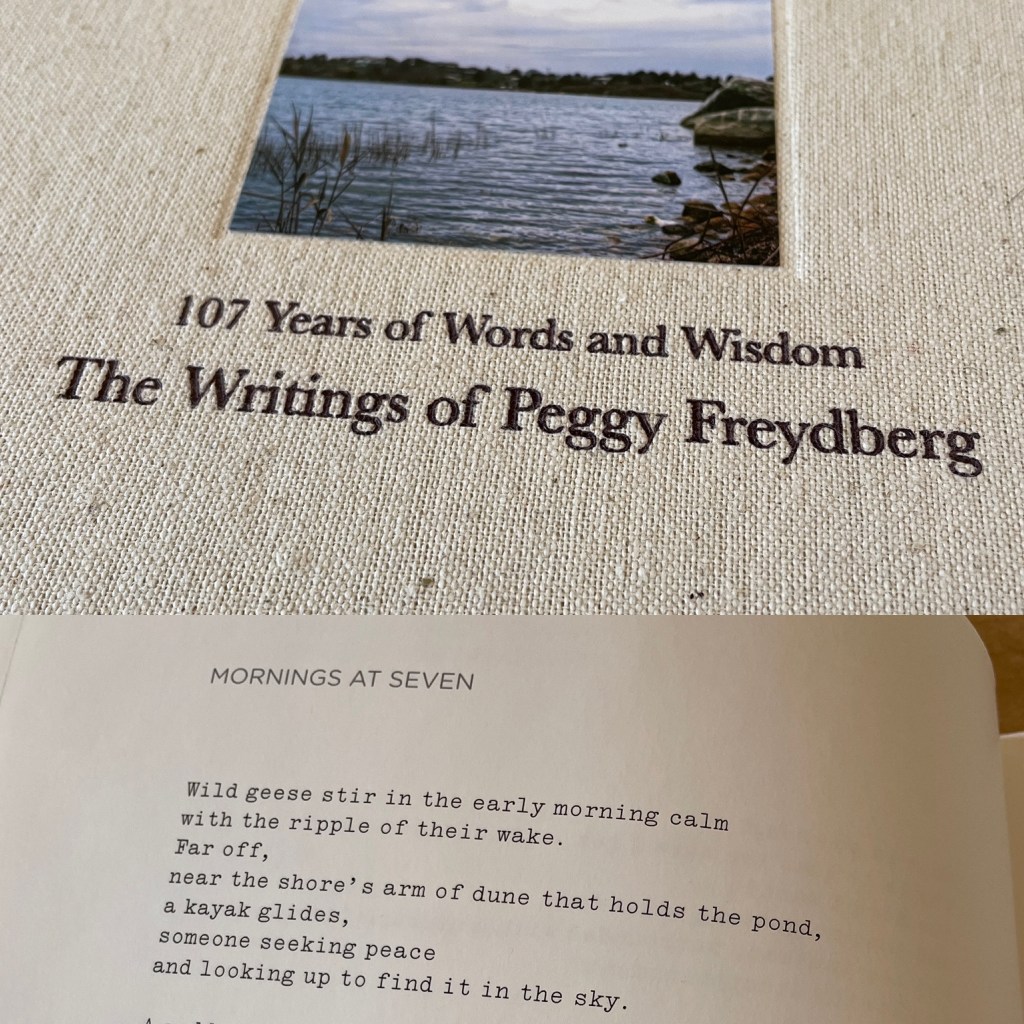 107 Years of Words and Wisdom
The Writings of Peggy Freydberg
MORNINGS AT SEVEN
Wild geese stir in the early morning calm
with the ripple of their wake.
Far off,
near the shore's arm of dune that holds the pond,
a kayak glides,
someone seeking peace
and looking up to find it in the sky.